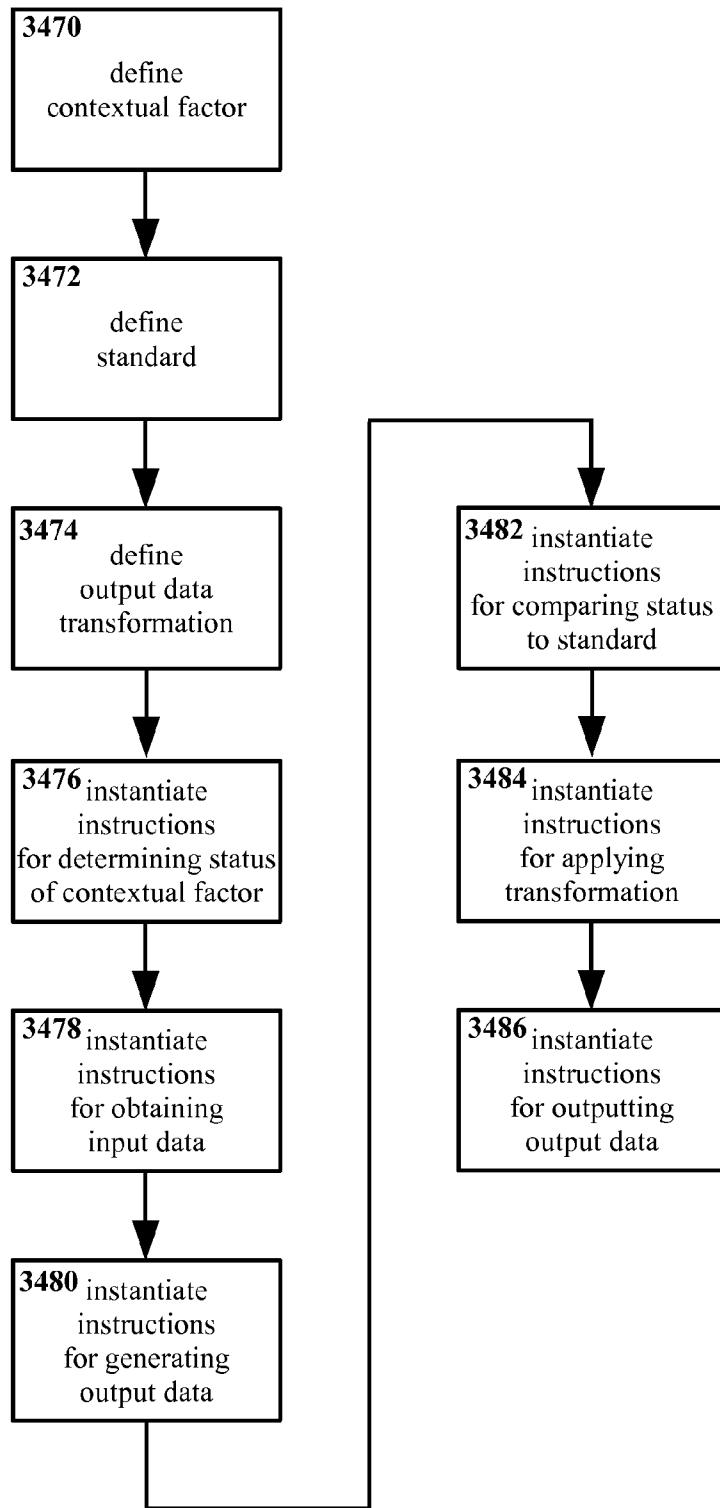 3470
define
contextual factor
3472
define
standard
3474
define
output data
transformation
3476 instantiate
instructions
for determining status
of contextual factor
3478 instantiate
instructions
for obtaining
input data
3480 instantiate
instructions
for generating
output data
3482 instantiate
instructions
for comparing status
to standard
3484 instantiate
instructions
for applying
transformation
3486 instantiate
instructions
for outputting
output data